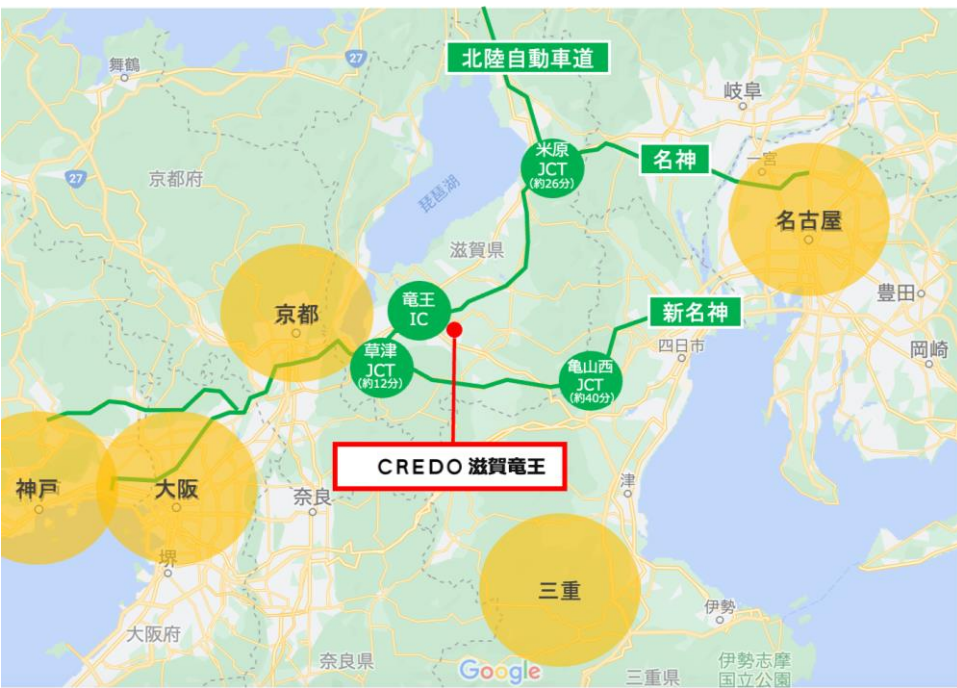 北陸自動車道
27
舞鶴
岐阜
米原
JCT
(約26分)
名神
一宮
27
京都府
琵琶湖
名古屋
滋賀県
竜王
IC
京都
新名神
豊田
四日市
岡崎
草津
JCT
(約12分)
亀山西
JCT
(約40分)
CREDO 滋賀竜王
神戸
大阪
奈良
津
堺
三重
伊勢
大阪府
奈良県
Google
三重県
伊勢志摩
国立公園